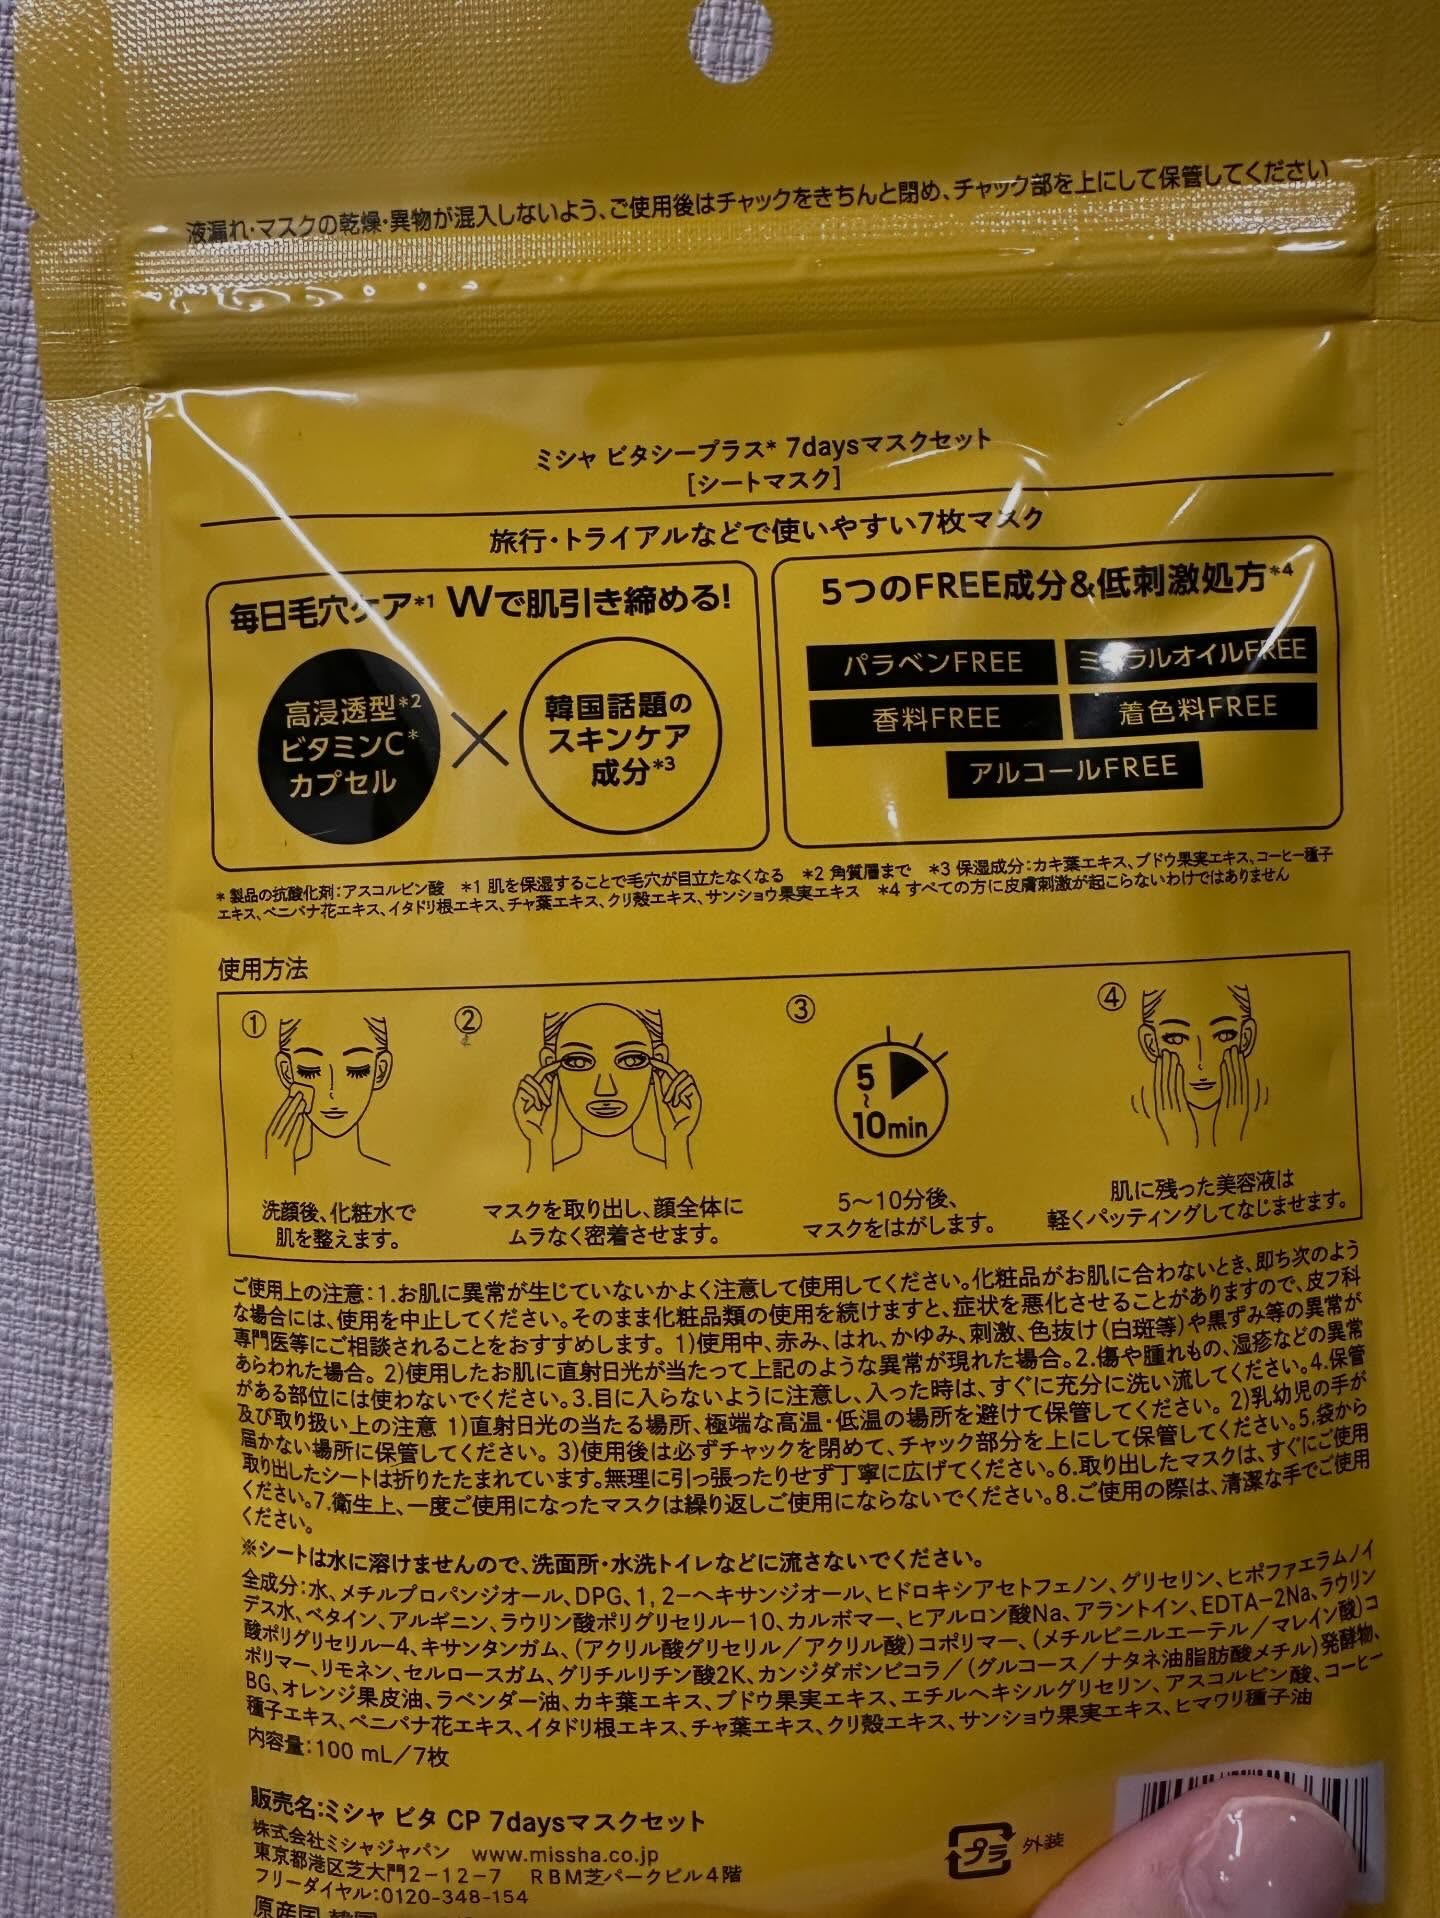 液漏れ・マスクの乾燥・異物が混入しないよう、ご使用後はチャックをきちんと閉め、チャック部を上にして保管してください
ミシャ ビタシープラス* 7daysマスクセット
[シートマスク]
旅行・トライアルなどで使いやすい7枚マスク
毎日毛穴ケア*1 Wで肌引き締める!
高浸透型*2
ビタミンC*
カプセル
×
韓国話題の
スキンケア
成分*3
5つのFREE成分&低刺激処方*4
パラベンFREE
ミネラルオイルFREE
香料FREE
着色料FREE
アルコールFREE
*製品の抗酸化剤:アスコルビン酸 *1 肌を保湿することで毛穴が目立たなくなる *2 角質層まで *3 保湿成分:カキ葉エキス、ブドウ果実エキス、コーヒー種子
エキス、ベニバナ花エキス、イタドリ根エキス、チャ葉エキス、クリ殻エキス、サンショウ果実エキス *4 すべての方に皮膚刺激が起こらないわけではありません
使用方法
①
②
③
④
5
~
10min
洗顔後、化粧水で
肌を整えます。
マスクを取り出し、顔全体に
ムラなく密着させます。
5〜10分後、
マスクをはがします。
肌に残った美容液は
軽くパッティングしてなじませます。
ご使用上の注意:1.お肌に異常が生じていないかよく注意して使用してください。化粧品がお肌に合わないとき、即ち次のよう
な場合には、使用を中止してください。そのまま化粧品類の使用を続けますと、症状を悪化させることがありますので、皮フ科
専門医等にご相談されることをおすすめします。 1)使用中、赤み、はれ、かゆみ、刺激、色抜け(白斑等)や黒ずみ等の異常が
あらわれた場合。 2)使用したお肌に直射日光が当たって上記のような異常が現れた場合。2.傷や腫れもの、湿疹などの異常
がある部位には使わないでください。3.目に入らないように注意し、入った時は、すぐに充分に洗い流してください。4.保管
及び取り扱い上の注意 1)直射日光の当たる場所、極端な高温・低温の場所を避けて保管してください。 2)乳幼児の手が
届かない場所に保管してください。 3)使用後は必ずチャックを閉めて、チャック部分を上にして保管してください。5.袋から
取り出したシートは折りたたまれています。無理に引っ張ったりせず丁寧に広げてください。6.取り出したマスクは、すぐにご使用
ください。7.衛生上、一度ご使用になったマスクは繰り返しご使用にならないでください。8.ご使用の際は、清潔な手でご使用
ください。
※シートは水に溶けませんので、洗面所・水洗トイレなどに流さないでください。
全成分:水、メチルプロパンジオール、DPG、1, 2-ヘキサンジオール、ヒドロキシアセトフェノン、グリセリン、ヒポファエラムノイ
デス水、ベタイン、アルギニン、ラウリン酸ポリグリセリル-10、カルボマー、ヒアルロン酸Na、アラントイン、EDTA-2Na、ラウリン
酸ポリグリセリル-4、キサンタンガム、(アクリル酸グリセリル/アクリル酸)コポリマー、(メチルビニルエーテル/マレイン酸)コ
ポリマー、リモネン、セルロースガム、グリチルリチン酸2K、カンジダボンビコラ/(グルコース/ナタネ油脂肪酸メチル)発酵物、
BG、オレンジ果皮油、ラベンダー油、カキ葉エキス、ブドウ果実エキス、エチルヘキシルグリセリン、アスコルビン酸、コーヒー
種子エキス、ベニバナ花エキス、イタドリ根エキス、チャ葉エキス、クリ殻エキス、サンショウ果実エキス、ヒマワリ種子油
内容量:100 mL/7枚
販売名:ミシャ ビタ CP 7daysマスクセット
株式会社ミシャジャパン www.missha.co.jp
東京都港区芝大門2-12-7 RBM芝パークビル4階
フリーダイヤル:0120-348-154
プラ 外装
原産国 韓国